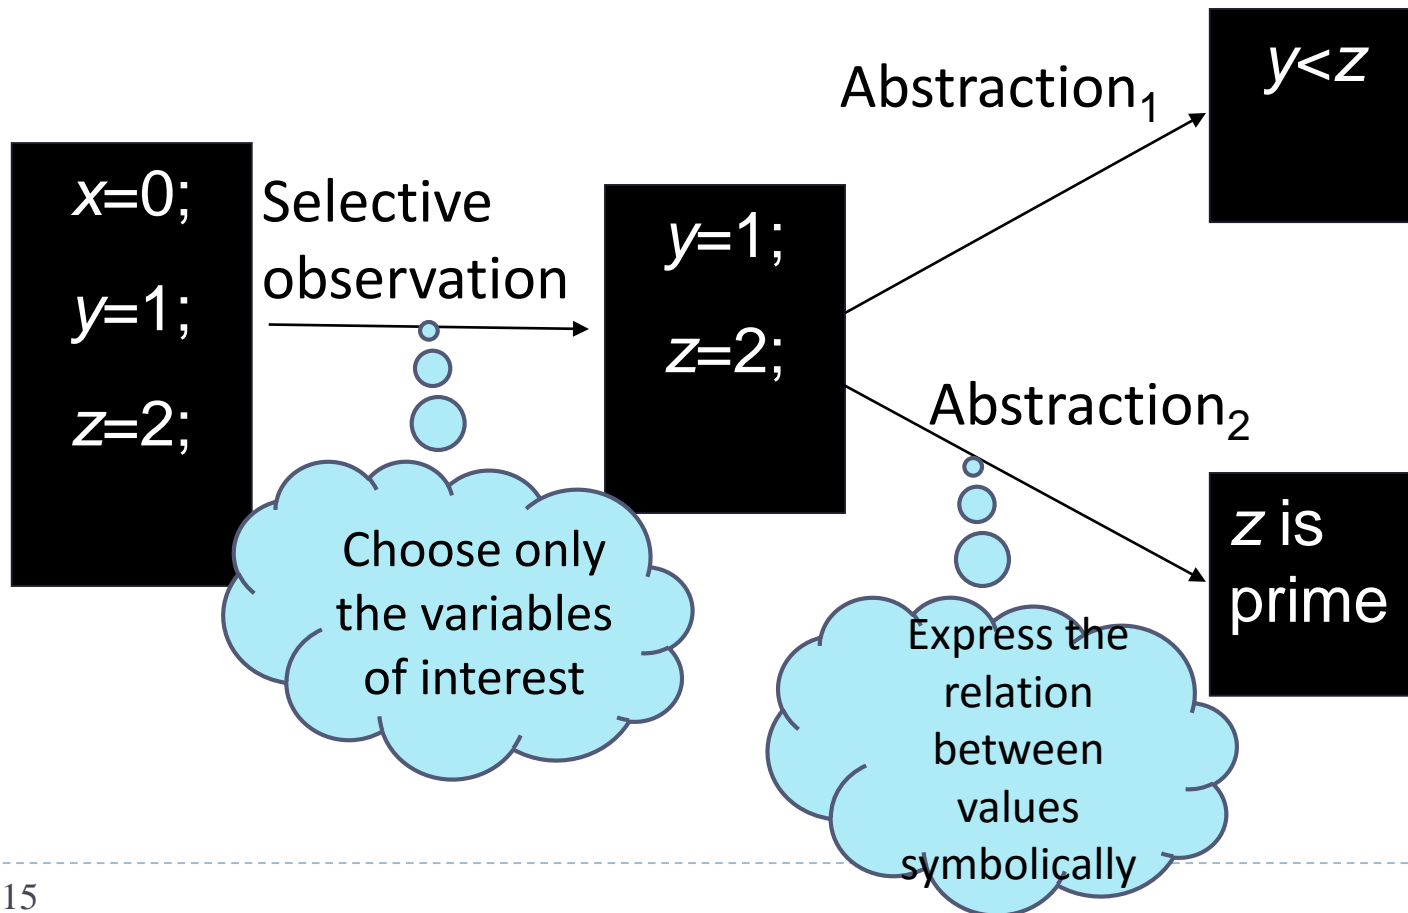 x=0;
y=1;
z=2;
Selective
observation
y=1;
z=2;
Abstraction₁
y<z
Abstraction₂
z is
prime
Choose only
the variables
of interest
Express the
relation
between
values
symbolically
15